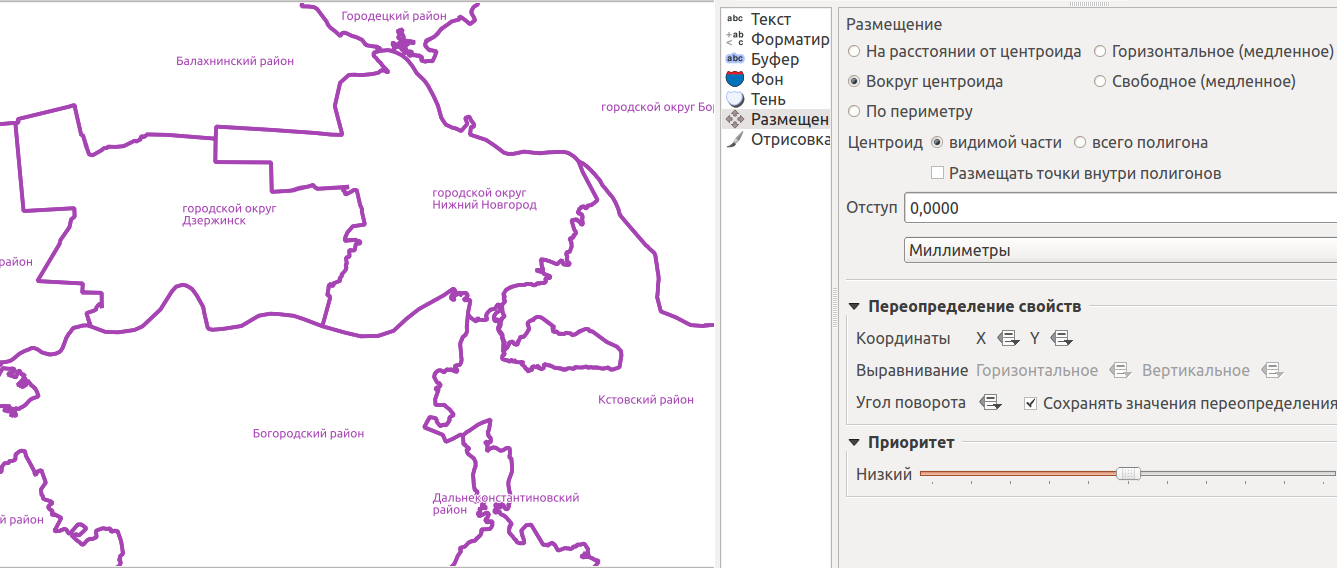 Городецкий район
Балахнинский район
городской округ Бор
городской округ
Нижний Новгород
городской округ
Дзержинск
район
Кстовский район
Богородский район
Дальнеконстантиновский
район
й район
abc Текст
+ab
< c Форматир
abc Буфер
Фон
Тень
Размещен
Отрисовка
Размещение
На расстоянии от центроида Горизонтальное (медленное)
Вокруг центроида Свободное (медленное)
По периметру
Центроид видимой части всего полигона
Размещать точки внутри полигонов
Отступ 0,0000
Миллиметры
Переопределение свойств
Координаты X Y
Выравнивание Горизонтальное Вертикальное
Угол поворота Сохранять значения переопределения
Приоритет
Низкий